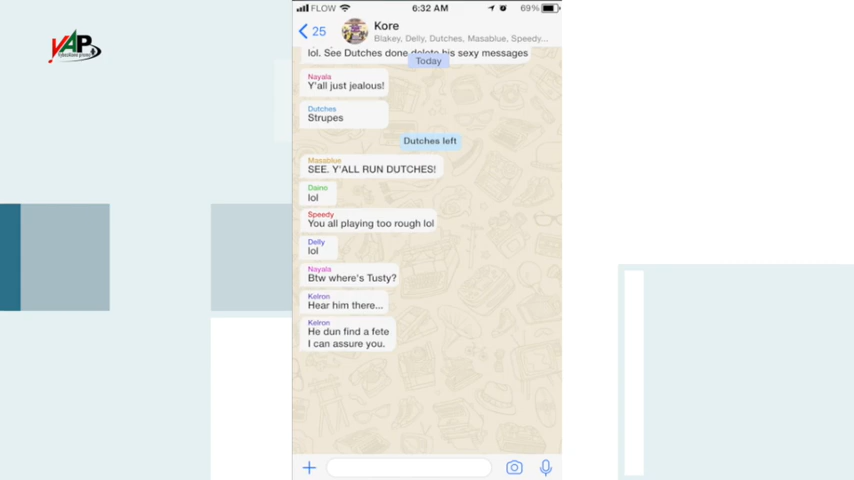 YAP
FLOW
6:32 AM
69%
25
Kore
Blakey, Delly, Dutches, Masablue, Speedy...
lol. See Dutches done delete his sexy messages
Today
Nayala
Y'all just jealous!
Dutches
Strupes
Dutches left
Masablue
SEE. Y'ALL RUN DUTCHES!
Daino
lol
Speedy
You all playing too rough lol
Delly
lol
Nayala
Btw where's Tusty?
Kelron
Hear him there...
Kelron
He dun find a fete
I can assure you.